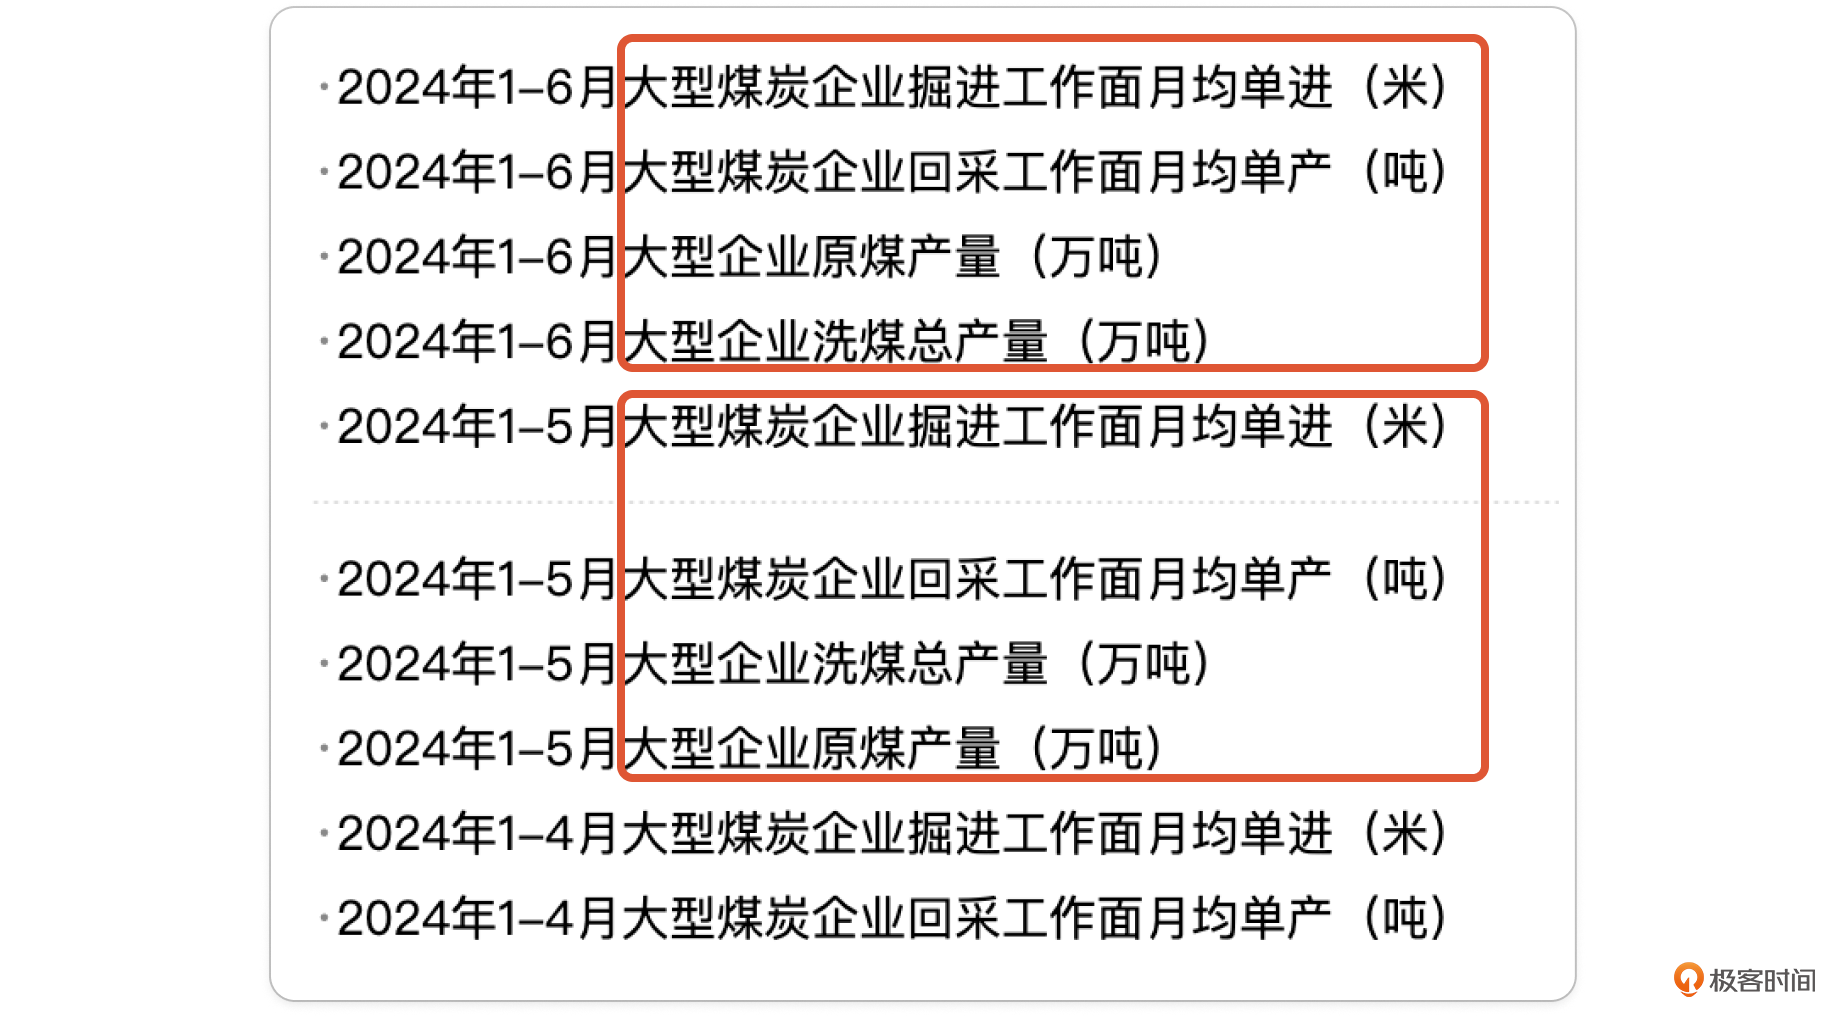 ·2024年1-6月大型煤炭企业掘进工作面月均单进（米）
·2024年1-6月大型煤炭企业回采工作面月均单产（吨）
·2024年1-6月大型企业原煤产量（万吨）
·2024年1-6月大型企业洗煤总产量（万吨）
·2024年1-5月大型煤炭企业掘进工作面月均单进（米）
·2024年1-5月大型煤炭企业回采工作面月均单产（吨）
·2024年1-5月大型企业洗煤总产量（万吨）
·2024年1-5月大型企业原煤产量（万吨）
·2024年1-4月大型煤炭企业掘进工作面月均单进（米）
·2024年1-4月大型煤炭企业回采工作面月均单产（吨）
极客时间